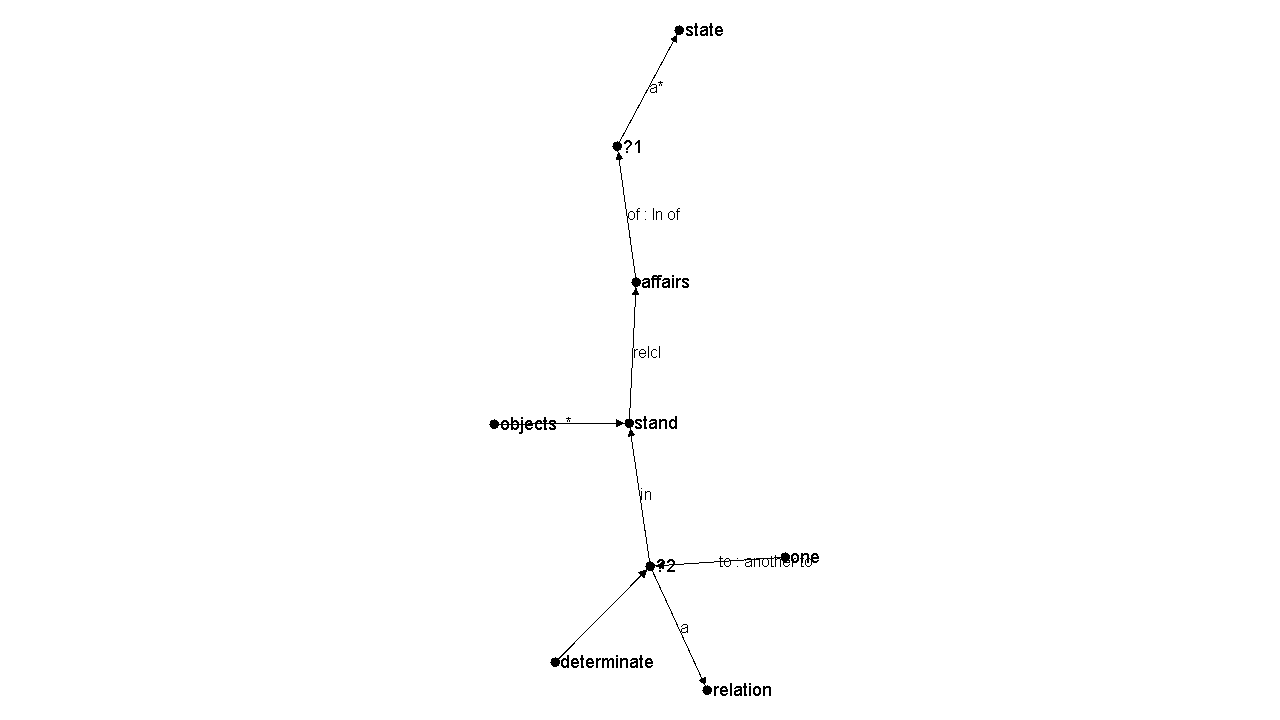 state
a*
?1
of : In of
affairs
relcl
objects * stand
in
one
to : another to
?2
a
determinate
relation